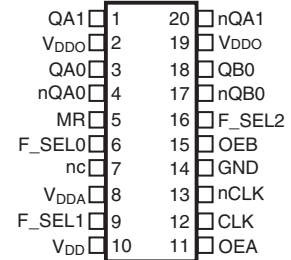 QA1 1 20 nQA1
VDDO 2 19 VDDO
QA0 3 18 QB0
nQA0 4 17 nQB0
MR 5 16 F_SEL2
F_SEL0 6 15 OEB
nc 7 14 GND
VDDA 8 13 nCLK
F_SEL1 9 12 CLK
VDD 10 11 OEA